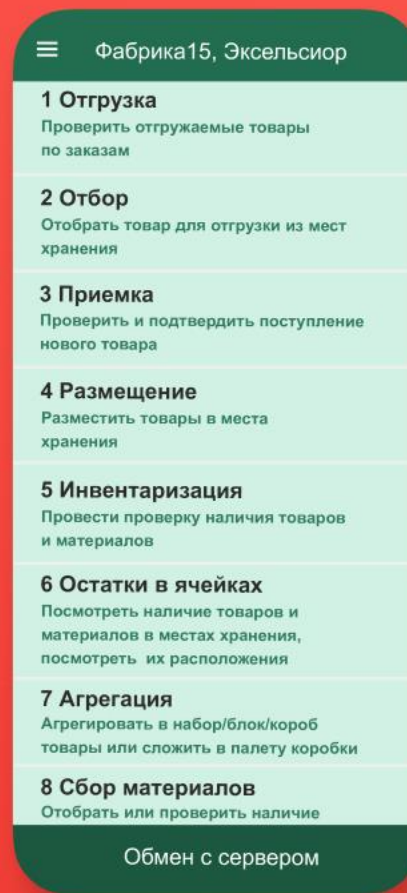 Фабрика15, Эксельсиор
1 Отгрузка
Проверить отгружаемые товары
по заказам
2 Отбор
Отобрать товар для отгрузки из мест
хранения
3 Приемка
Проверить и подтвердить поступление
нового товара
4 Размещение
Разместить товары в места
хранения
5 Инвентаризация
Провести проверку наличия товаров
и материалов
6 Остатки в ячейках
Посмотреть наличие товаров и
материалов в местах хранения,
посмотреть их расположения
7 Агрегация
Агрегировать в набор/блок/короб
товары или сложить в палету коробки
8 Сбор материалов
Отобрать или проверить наличие
Обмен с сервером